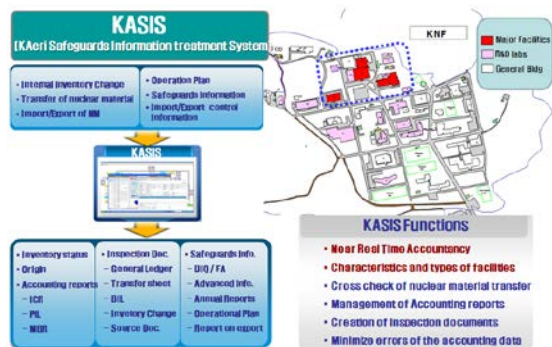 KASIS
[KAeri Safeguards Information treatment System]
• Internal Inventory Change
• Transfer of nuclear material
• Import/Export of NM
• Operation Plan
• Safeguards Information
• Import/Export control
information
KASIS
• Inventory status
• Origin
• Accounting reports
– ICR
– PIL
– MBR
• Inspection Doc.
– General Ledger
– Transfer sheet
– Inventory Change
– Source Doc.
• Safeguards Info.
– DIQ / FA
– Advanced Info.
– Annual Reports
– Operational Plan
– Report on export
KNF
Major Facilities
R&D labs
General Bldg
KASIS Functions
• Near Real Time Accountancy
• Characteristics and types of facilities
• Cross check of nuclear material transfer
• Management of Accounting reports
• Creation of Inspection documents
• Minimize errors of the accounting data